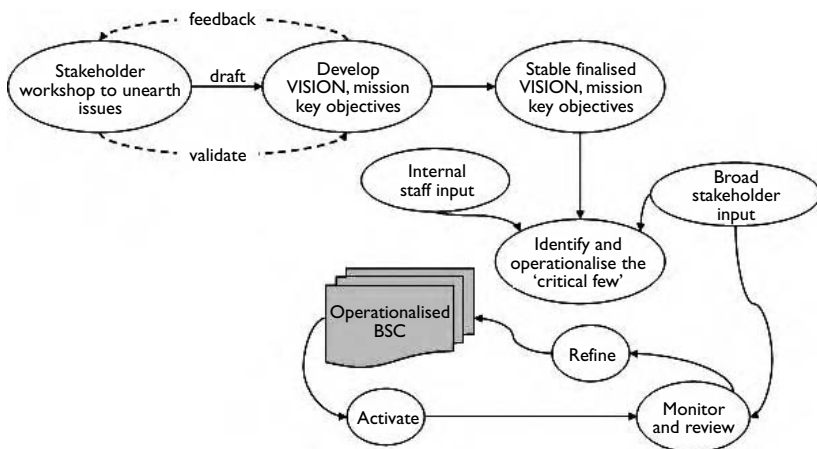 feedback
Stakeholder
workshop to unearth
issues
draft
Develop
VISION, mission
key objectives
Stable finalised
VISION, mission
key objectives
validate
Internal
staff input
Broad
stakeholder
input
Identify and
operationalise the
‘critical few’
Operationalised
BSC
Refine
Activate
Monitor
and review